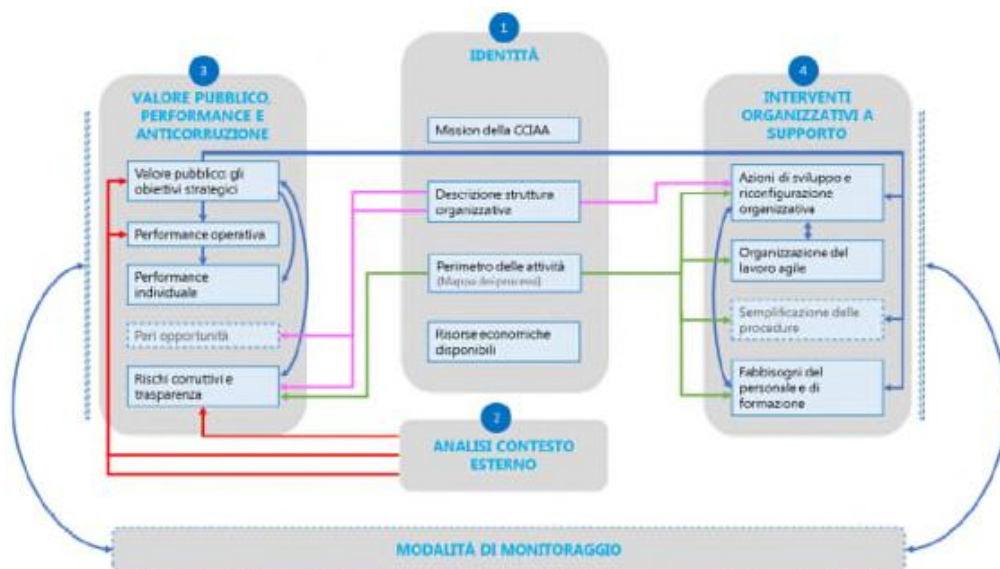 1
IDENTITÀ
Mission della CCIAA
Descrizione struttura
organizzativa
Perimetro delle attività
(Mappa dei processi)
Risorse economiche
disponibili
2
ANALISI CONTESTO
ESTERNO
3
VALORE PUBBLICO,
PERFORMANCE E
ANTICORRUZIONE
Valore pubblico: gli
obiettivi strategici
Performance operativa
Performance
individuale
Pari opportunità
Rischi corruttivi e
trasparenza
4
INTERVENTI
ORGANIZZATIVI A
SUPPORTO
Azioni di sviluppo e
riconfigurazione
organizzativa
Organizzazione del
lavoro agile
Semplificazione delle
procedure
Fabbisogni del
personale e di
formazione
MODALITÀ DI MONITORAGGIO